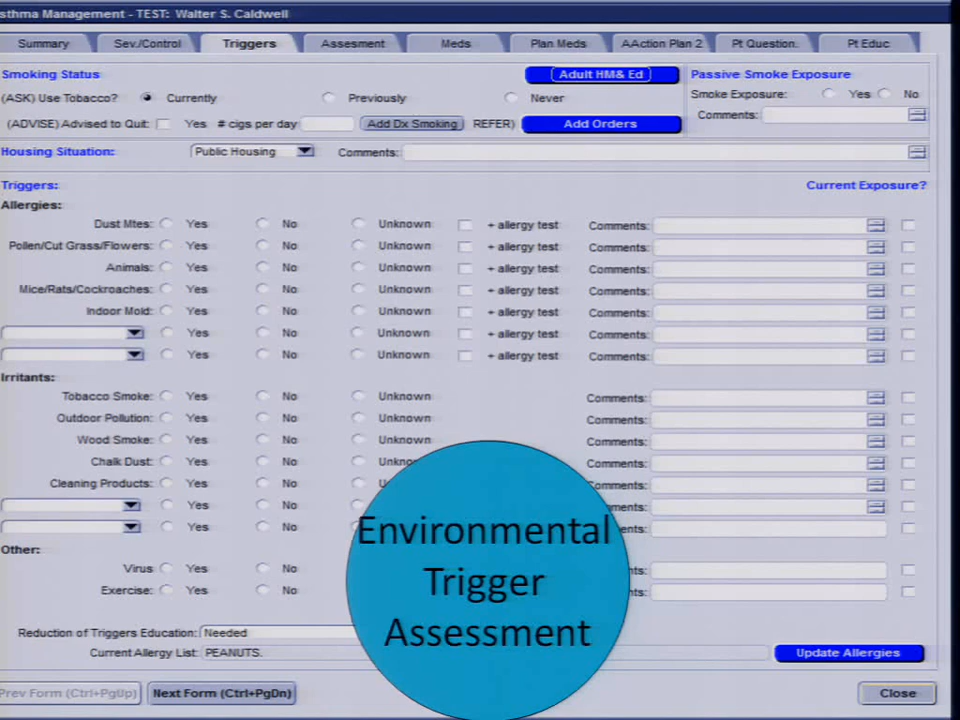 sthma Management - TEST: Walter S. Caldwell
Summary Sev./Control Triggers Assesment Meds Plan Meds AAction Plan 2 Pt Question. Pt Educ
Smoking Status Adult HM& Ed Passive Smoke Exposure
(ASK) Use Tobacco? Currently Previously Never Smoke Exposure: Yes No
(ADVISE) Advised to Quit: Yes # cigs per day Add Dx Smoking REFER) Add Orders Comments:
Housing Situation: Public Housing Comments:
Triggers: Current Exposure?
Allergies:
Dust Mtes: Yes No Unknown + allergy test Comments:
Pollen/Cut Grass/Flowers: Yes No Unknown + allergy test Comments:
Animals: Yes No Unknown + allergy test Comments:
Mice/Rats/Cockroaches: Yes No Unknown + allergy test Comments:
Indoor Mold: Yes No Unknown + allergy test Comments:
Yes No Unknown + allergy test Comments:
Yes No Unknown + allergy test Comments:
Irritants:
Tobacco Smoke: Yes No Unknown Comments:
Outdoor Pollution: Yes No Unknown Comments:
Wood Smoke: Yes No Unknown Comments:
Chalk Dust: Yes No Comments:
Cleaning Products: Yes No omments:
Yes No
Yes No
Other:
Virus: Yes No
Exercise: Yes No
Environmental
Trigger
Assessment
Reduction of Triggers Education: Needed
Current Allergy List: PEANUTS. Update Allergies
Prev Form (Ctrl+PgUp) Next Form (Ctrl+PgDn) Close